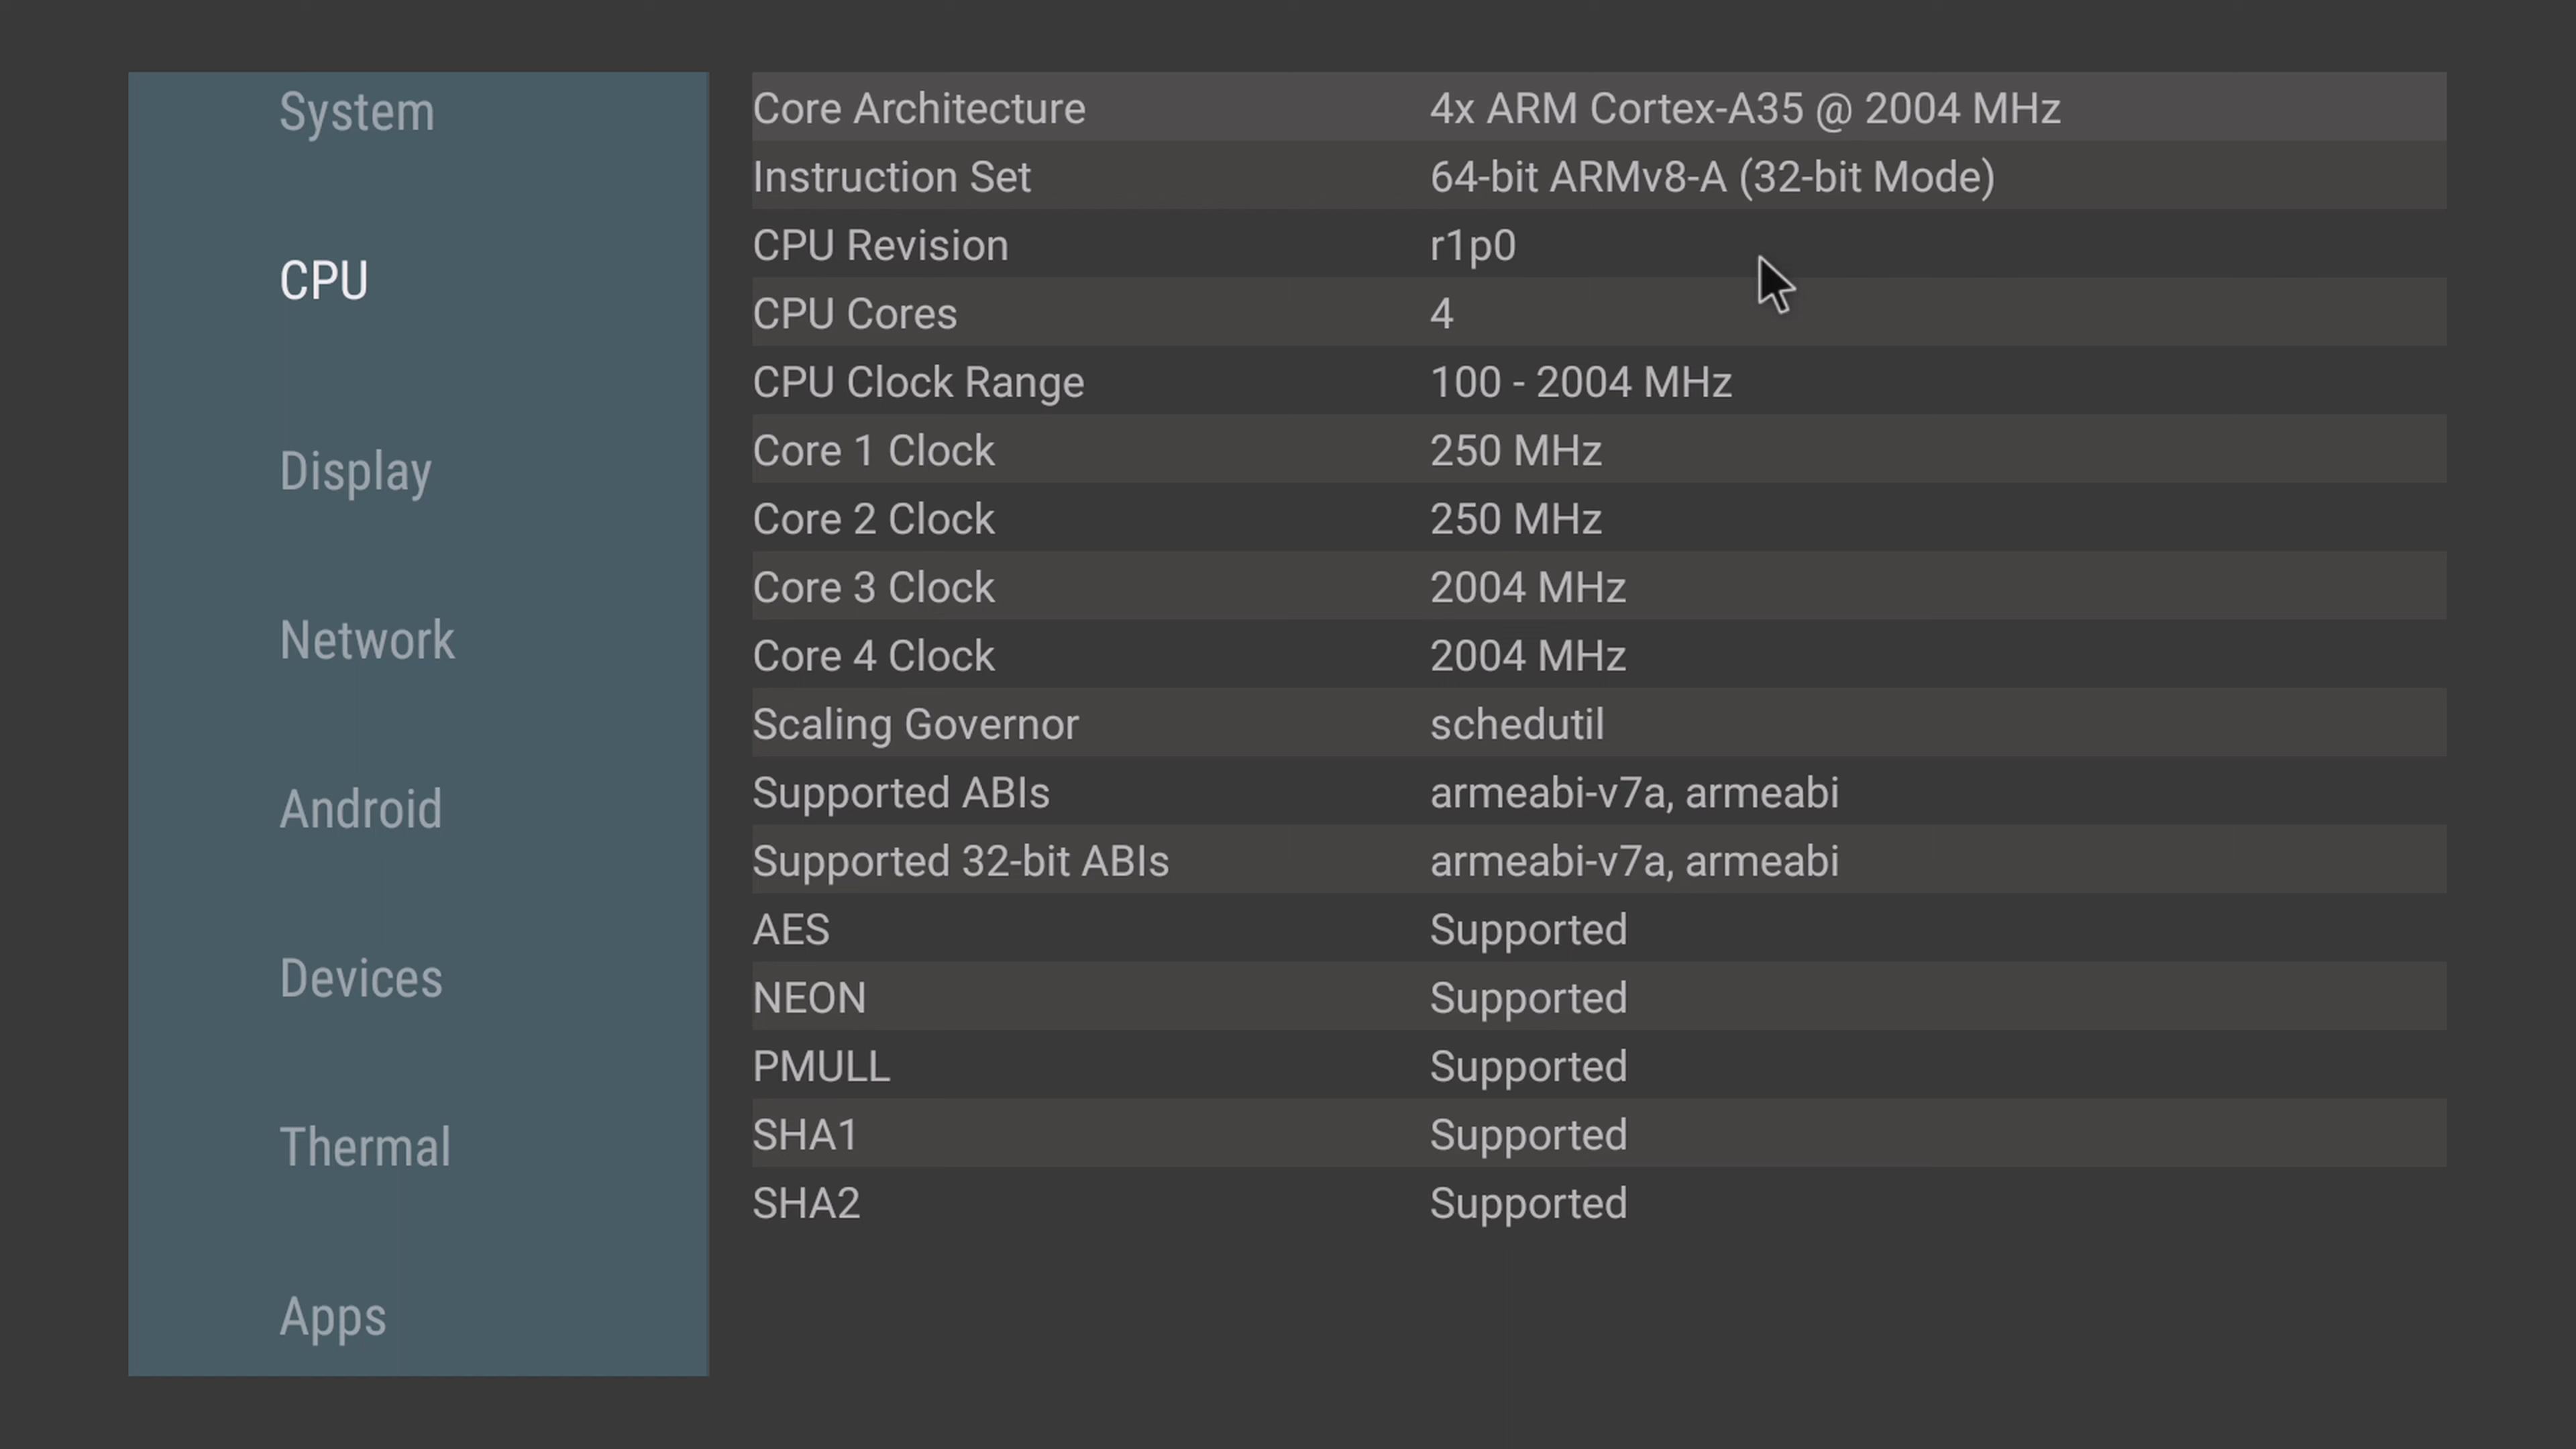 System
CPU
Display
Network
Android
Devices
Thermal
Apps
Core Architecture 4x ARM Cortex-A35 @ 2004 MHz
Instruction Set 64-bit ARMv8-A (32-bit Mode)
CPU Revision r1p0
CPU Cores 4
CPU Clock Range 100 - 2004 MHz
Core 1 Clock 250 MHz
Core 2 Clock 250 MHz
Core 3 Clock 2004 MHz
Core 4 Clock 2004 MHz
Scaling Governor schedutil
Supported ABIs armeabi-v7a, armeabi
Supported 32-bit ABIs armeabi-v7a, armeabi
AES Supported
NEON Supported
PMULL Supported
SHA1 Supported
SHA2 Supported